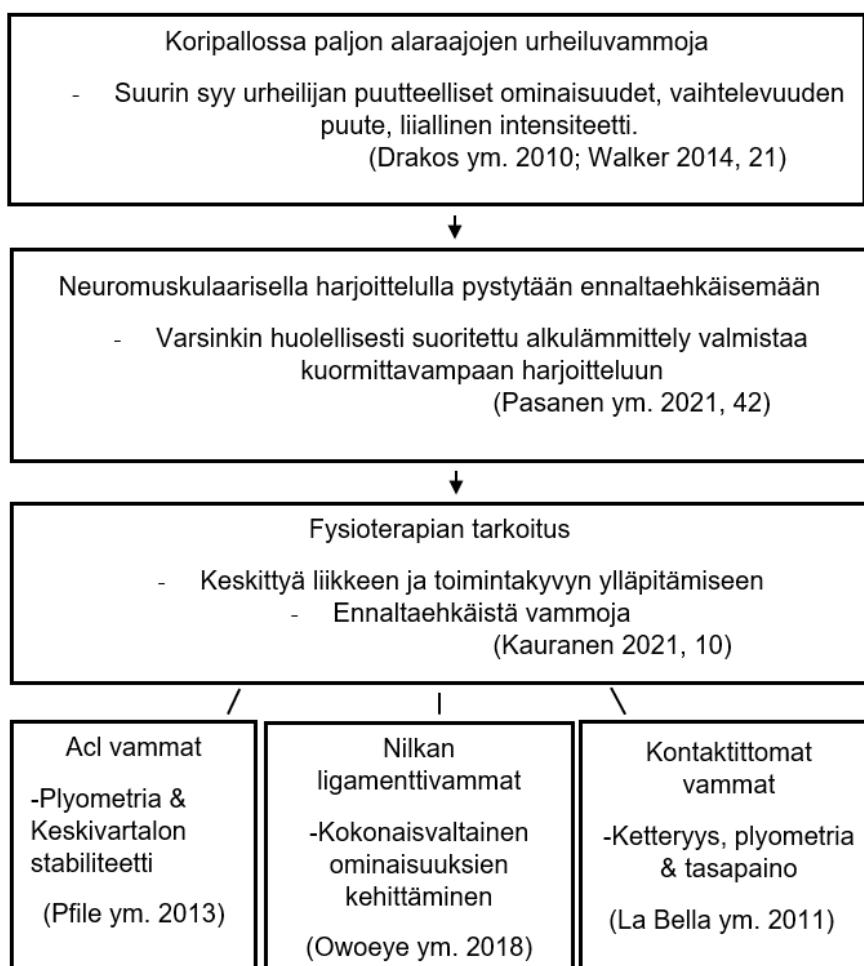 Koripallossa paljon alaraajojen urheiluvammoja
- Suurin syy urheilijan puutteelliset ominaisuudet, vaihtelevuuden
puute, liiallinen intensiteetti.
(Drakos ym. 2010; Walker 2014, 21)
Neuromuskulaarisella harjoittelulla pystytään ennaltaehkäisemään
- Varsinkin huolellisesti suoritettu alkulämmittely valmistaa
kuormittavampaan harjoitteluun
(Pasanen ym. 2021, 42)
Fysioterapian tarkoitus
- Keskittyä liikkeen ja toimintakyvyn ylläpitämiseen
- Ennaltaehkäistä vammoja
(Kauranen 2021, 10)
Acl vammat
-Plyometria &
Keskivartalon
stabiliteetti
(Pfile ym. 2013)
Nilkan
ligamenttivammat
-Kokonaisvaltainen
ominaisuuksien
kehittäminen
(Owoeye ym. 2018)
Kontaktittomat
vammat
-Ketteryys, plyometria
& tasapaino
(La Bella ym. 2011)